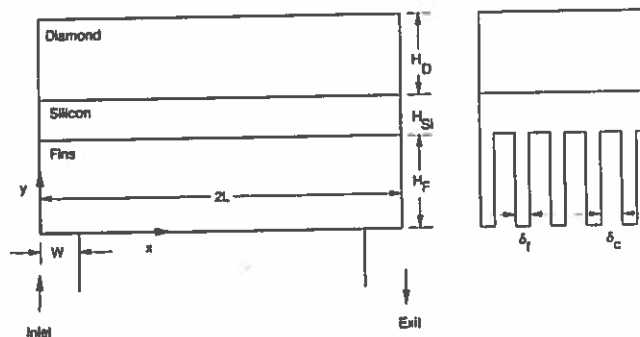 Diamond
H_D
Silicon
H_Si
Fins
H_F
2L
y
x
W
δ_f
δ_c
Inlet
Exit